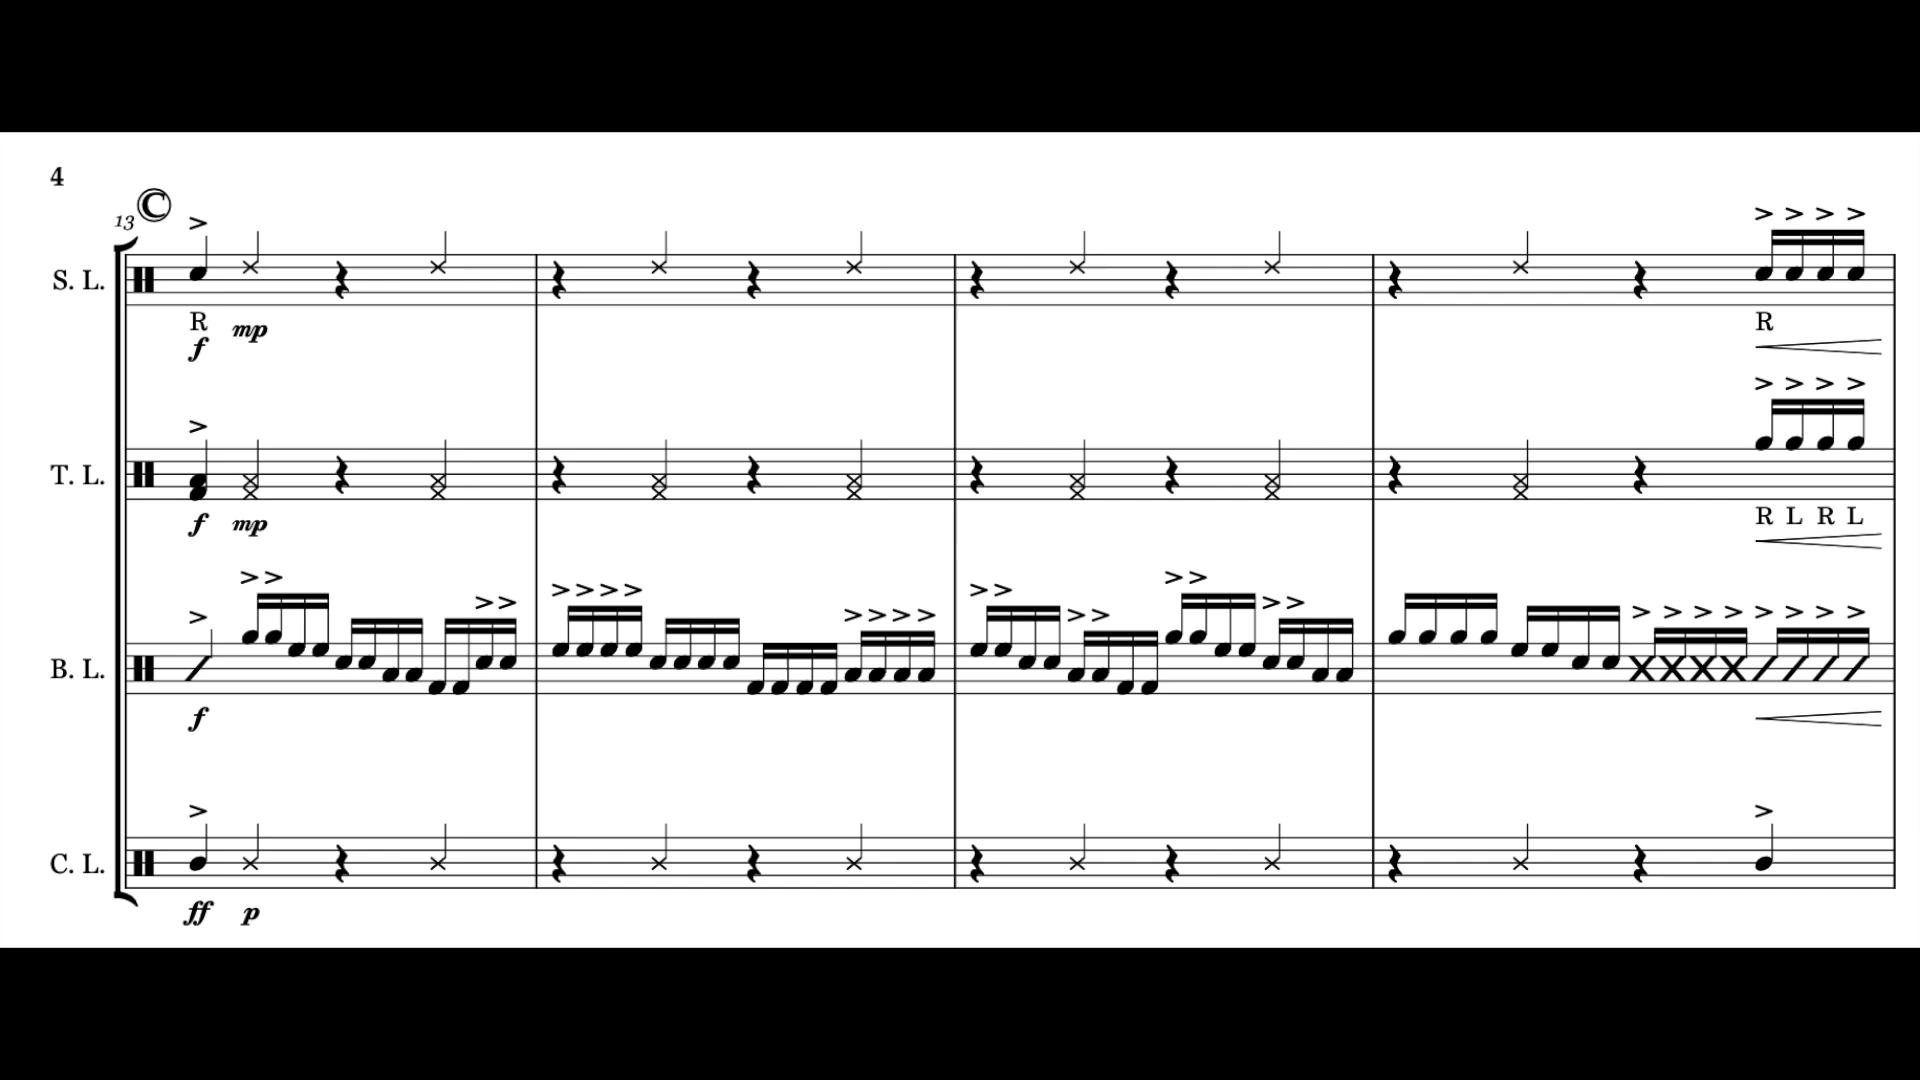 4
13 ©
S. L.
R mp R
f
T. L.
R L R L
f mp
B. L.
f
C. L.
ff p